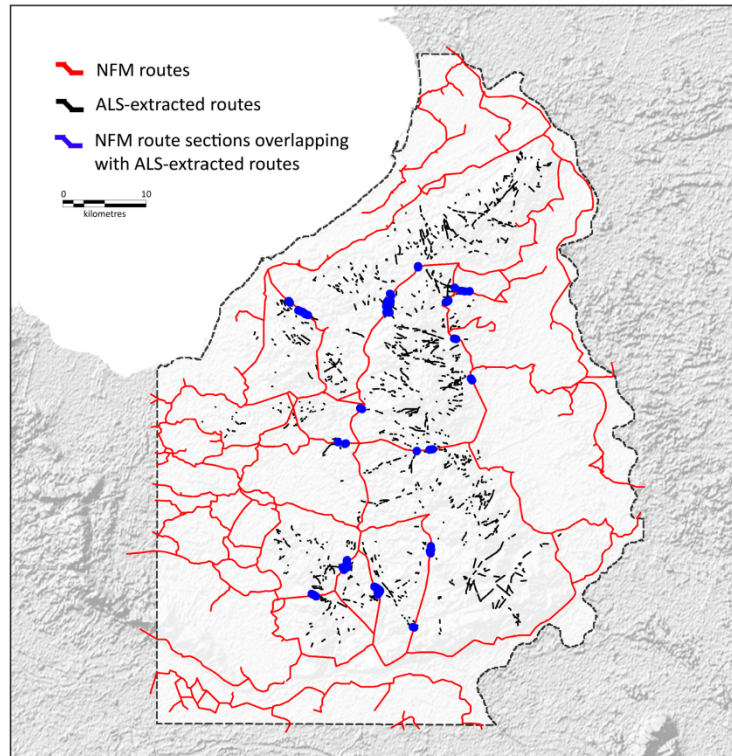 NFM routes
ALS-extracted routes
NFM route sections overlapping
with ALS-extracted routes
0 10
kilometres